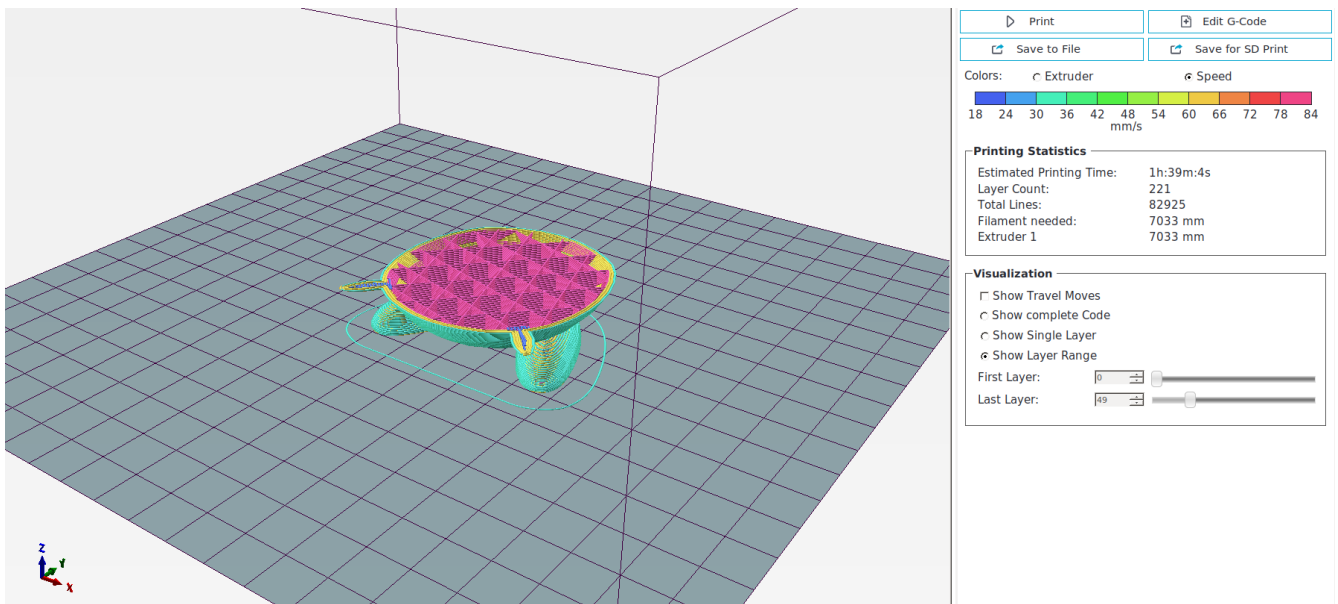 Print
Edit G-Code
Save to File
Save for SD Print
Colors: Extruder Speed
18 24 30 36 42 48 54 60 66 72 78 84
mm/s
Printing Statistics
Estimated Printing Time: 1h:39m:4s
Layer Count: 221
Total Lines: 82925
Filament needed: 7033 mm
Extruder 1 7033 mm
Visualization
Show Travel Moves
Show complete Code
Show Single Layer
Show Layer Range
First Layer: 0
Last Layer: 49
Z
Y
X